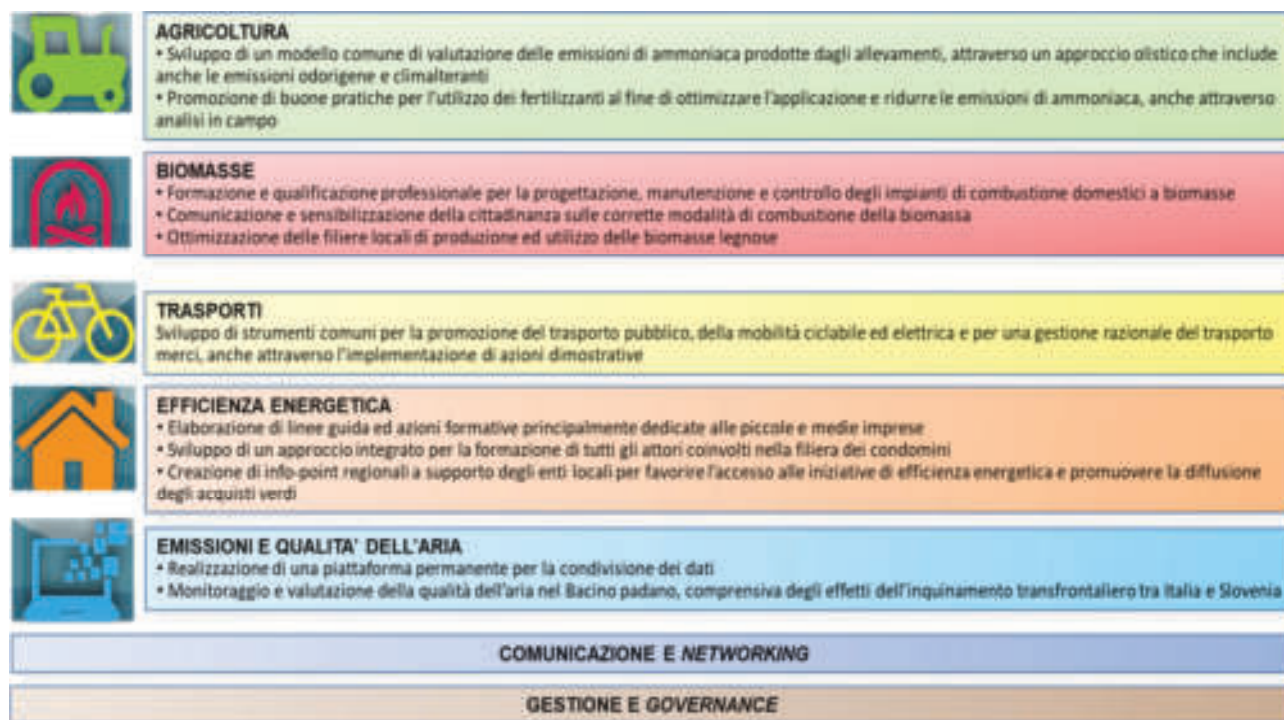 AGRICOLTURA
• Sviluppo di un modello comune di valutazione delle emissioni di ammoniaca prodotte dagli allevamenti, attraverso un approccio olistico che include
anche le emissioni odorigene e climalteranti
• Promozione di buone pratiche per l'utilizzo dei fertilizzanti al fine di ottimizzare l'applicazione e ridurre le emissioni di ammoniaca, anche attraverso
analisi in campo
BIOMASSE
• Formazione e qualificazione professionale per la progettazione, manutenzione e controllo degli impianti di combustione domestici a biomasse
• Comunicazione e sensibilizzazione della cittadinanza sulle corrette modalità di combustione della biomassa
• Ottimizzazione delle filiere locali di produzione ed utilizzo delle biomasse legnose
TRASPORTI
Sviluppo di strumenti comuni per la promozione del trasporto pubblico, della mobilità ciclabile ed elettrica e per una gestione razionale del trasporto
merci, anche attraverso l'implementazione di azioni dimostrative
EFFICIENZA ENERGETICA
• Elaborazione di linee guida ed azioni formative principalmente dedicate alle piccole e medie imprese
• Sviluppo di un approccio integrato per la formazione di tutti gli attori coinvolti nella filiera dei condomini
• Creazione di info-point regionali a supporto degli enti locali per favorire l'accesso alle iniziative di efficienza energetica e promuovere la diffusione
degli acquisti verdi
EMISSIONI E QUALITA' DELL'ARIA
• Realizzazione di una piattaforma permanente per la condivisione dei dati
• Monitoraggio e valutazione della qualità dell'aria nel Bacino padano, comprensiva degli effetti dell'inquinamento transfrontaliero tra Italia e Slovenia
COMUNICAZIONE E NETWORKING
GESTIONE E GOVERNANCE